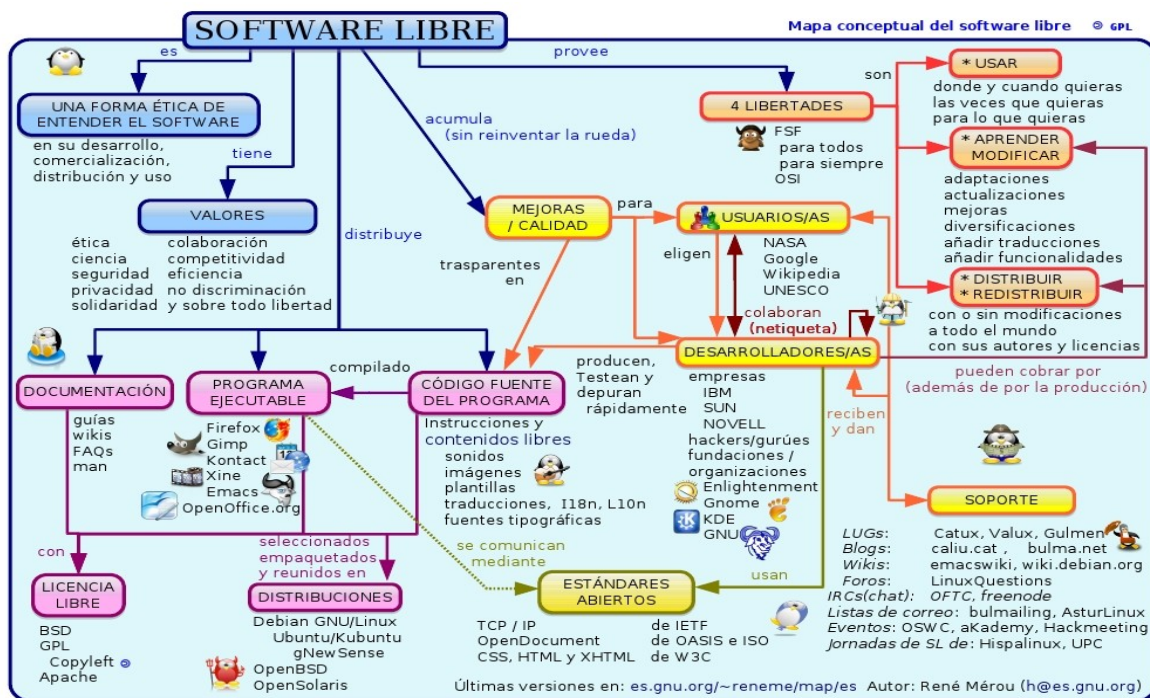 SOFTWARE LIBRE
Mapa conceptual del software libre GPL
es
provee
UNA FORMA ÉTICA DE
ENTENDER EL SOFTWARE
en su desarrollo,
comercialización,
distribución y uso
tiene
VALORES
ética
ciencia
seguridad
privacidad
solidaridad
colaboración
competitividad
eficiencia
no discriminación
y sobre todo libertad
acumula
(sin reinventar la rueda)
4 LIBERTADES
FSF
para todos
para siempre
OSI
son
* USAR
donde y cuando quieras
las veces que quieras
para lo que quieras
* APRENDER
MODIFICAR
adaptaciones
actualizaciones
mejoras
diversificaciones
añadir traducciones
añadir funcionalidades
* DISTRIBUIR
* REDISTRIBUIR
con o sin modificaciones
a todo el mundo
con sus autores y licencias
distribuye
MEJORAS
/ CALIDAD
para
trasparentes
en
USUARIOS/AS
NASA
Google
Wikipedia
UNESCO
eligen
colaboran
(netiqueta)
DESARROLLADORES/AS
empresas
IBM
SUN
NOVELL
hackers/gurúes
fundaciones /
organizaciones
Enlightenment
Gnome
KDE
GNU
producen,
Testean y
depuran
rápidamente
pueden cobrar por
(además de por la producción)
reciben
y dan
DOCUMENTACIÓN
guías
wikis
FAQs
man
PROGRAMA
EJECUTABLE
Firefox
Gimp
12
Kontact
Xine
Emacs
OpenOffice.org
compilado
CÓDIGO FUENTE
DEL PROGRAMA
Instrucciones y
contenidos libres
sonidos
imágenes
plantillas
traducciones, I18n, L10n
fuentes tipográficas
con
LICENCIA
LIBRE
BSD
GPL
Copyleft
Apache
seleccionados
empaquetados
y reunidos en
DISTRIBUCIONES
Debian GNU/Linux
Ubuntu/Kubuntu
gNewSense
OpenBSD
OpenSolaris
se comunican
mediante
usan
ESTÁNDARES
ABIERTOS
TCP / IP de IETF
OpenDocument de OASIS e ISO
CSS, HTML y XHTML de W3C
SOPORTE
LUGs: Catux, Valux, Gulmen
Blogs: caliu.cat , bulma.net
Wikis: emacswiki, wiki.debian.org
Foros: LinuxQuestions
IRCs(chat): OFTC, freenode
Listas de correo: bulmailing, AsturLinux
Eventos: OSWC, aKademy, Hackmeeting
Jornadas de SL de: Hispalinux, UPC
Últimas versiones en: es.gnu.org/~reneme/map/es Autor: René Mérou (h@es.gnu.org)